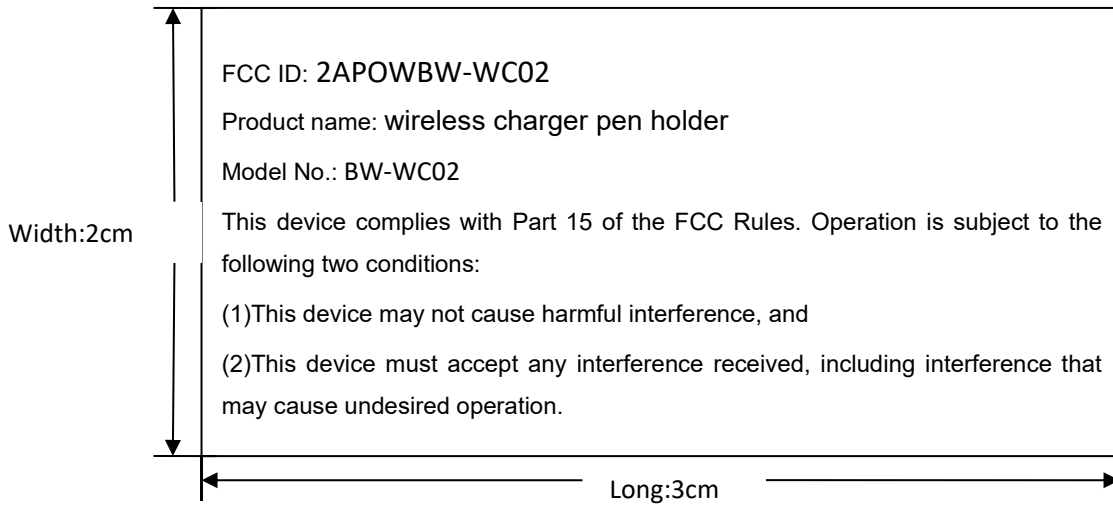 FCC ID: 2APOWBW-WC02
Product name: wireless charger pen holder
Model No.: BW-WC02
This device complies with Part 15 of the FCC Rules. Operation is subject to the
Width:2cm
following two conditions:
(1)This device may not cause harmful interference, and
(2)This device must accept any interference received, including interference that
may cause undesired operation.
Long:3cm